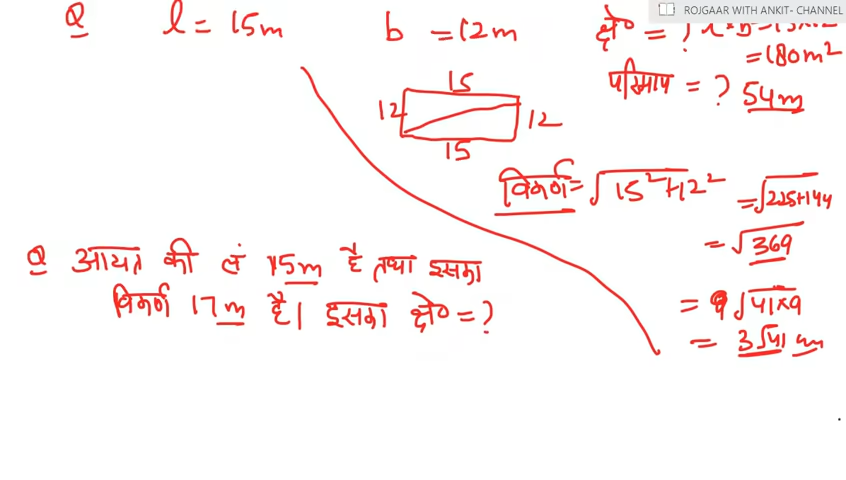 ROJGAAR WITH ANKIT- CHANNEL
Q l = 15m b = 12m क्षे० = ? l × b = 15×12
= 180m²
परिमाप = ? 54m
15
12 12
15
विकर्ण = √15²+12² = √225+144
= √369
Q आयत की लं 15m है तथा इसका
विकर्ण 17m है। इसका क्षे० = ?
= √41×9
= 3√41